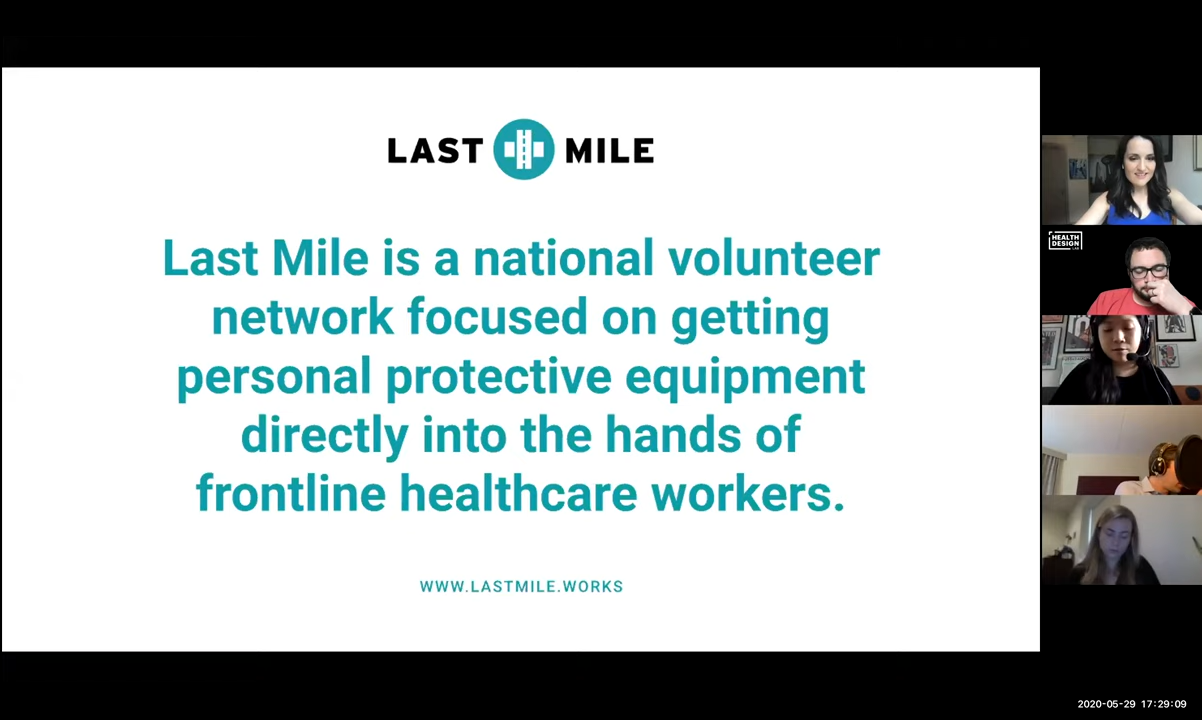 LAST MILE
Last Mile is a national volunteer
network focused on getting
personal protective equipment
directly into the hands of
frontline healthcare workers.
WWW.LASTMILE.WORKS
HEALTH
DESIGN
LAB
2020-05-29 17:29:09